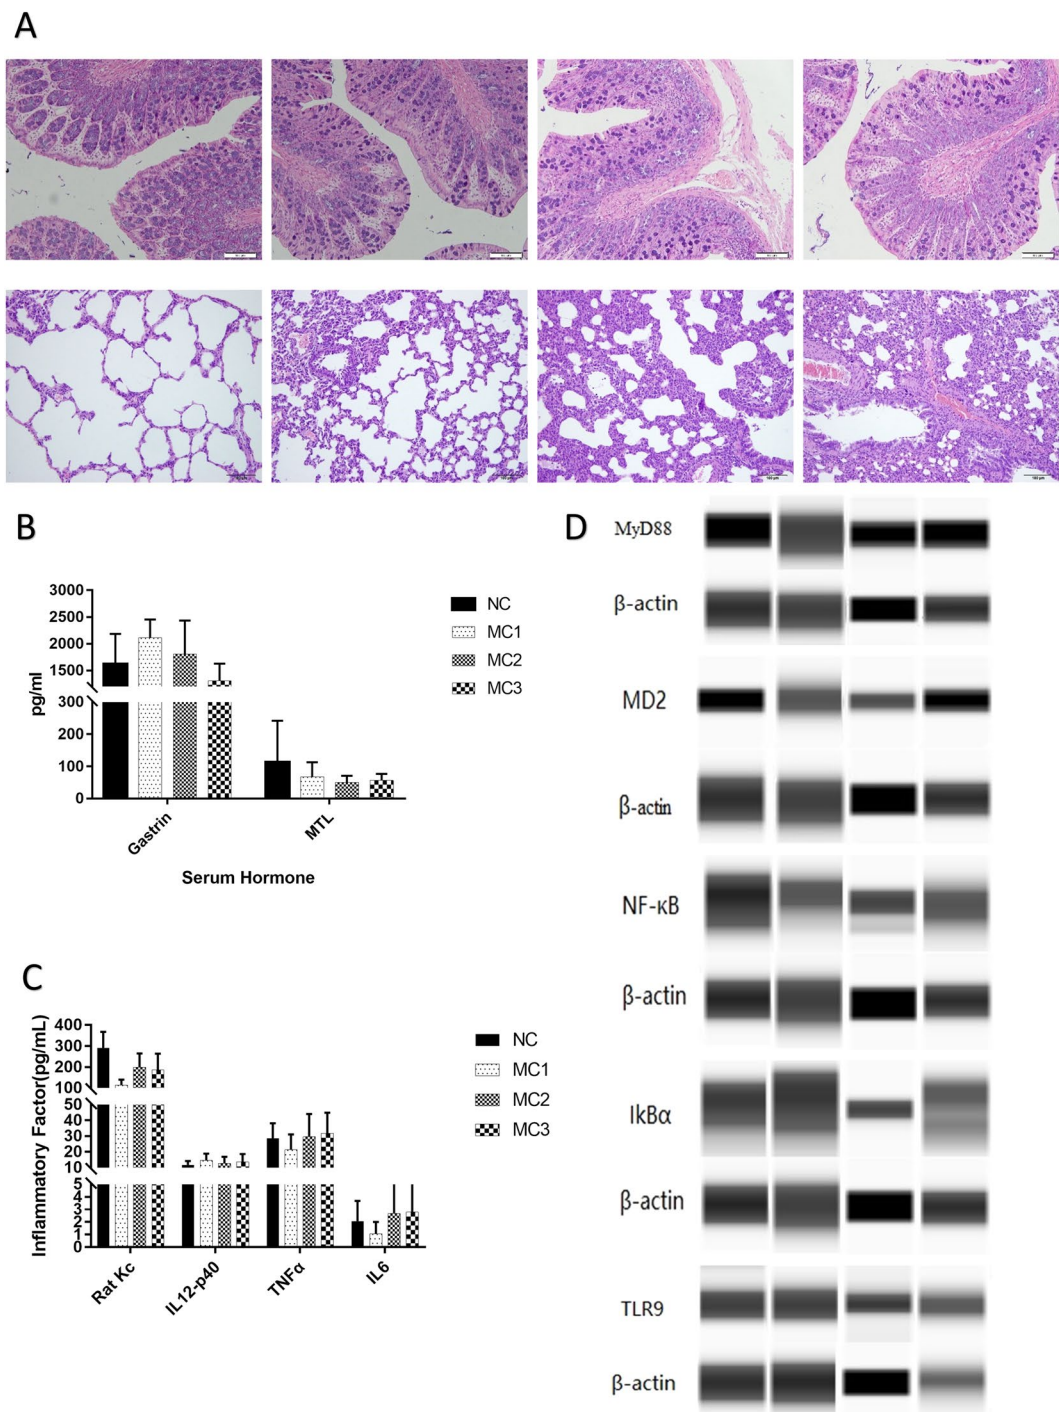 A
B
3000
2500
2000
1500
300
200
100
0
pg/ml
Gastrin
MTL
Serum Hormone
NC
MC1
MC2
MC3
C
400
300
200
100
50
40
30
20
10
5
4
3
2
1
0
Inflammatory Factor(pg/mL)
Rat Kc
IL12-p40
TNFα
IL6
NC
MC1
MC2
MC3
D
MyD88
β-actin
MD2
β-actin
NF-κB
β-actin
IkBα
β-actin
TLR9
β-actin